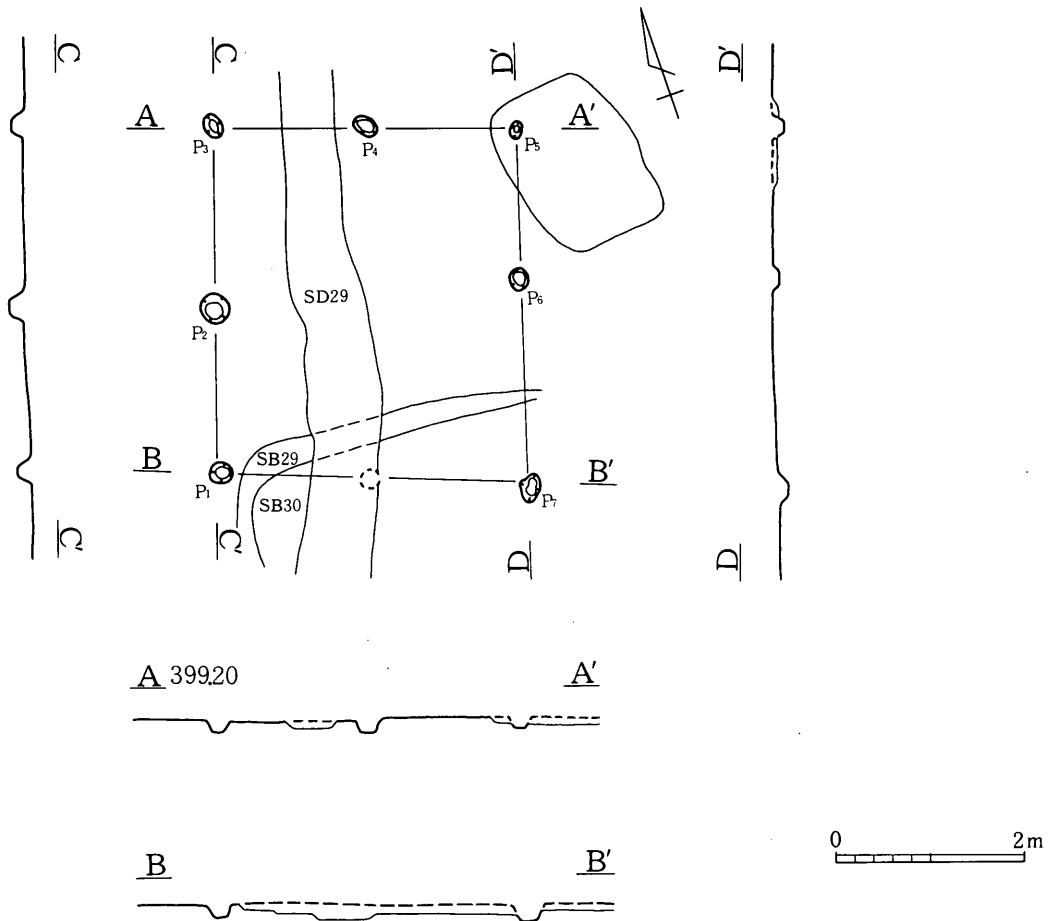 C C D' D'
A A'
P₃ P₄ P₅
SD29
P₂ P₆
B SB29 B'
P₁ SB30 P₇
C' C' D D
A 399.20 A'
0 2m
B B'